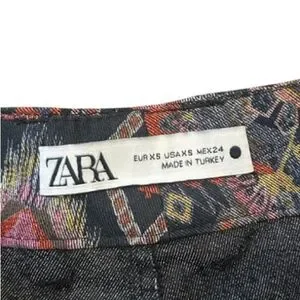 ZARA
EUR XS USA XS MEX 24
MADE IN TURKEY